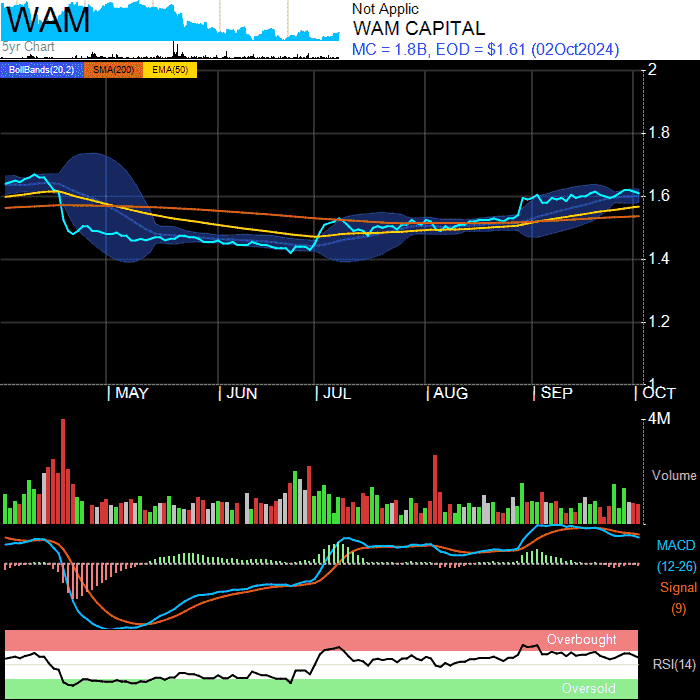 WAM
5yr Chart
Not Applic
WAM CAPITAL
MC = 1.8B, EOD = $1.61 (02Oct2024)
BollBands(20,2) SMA(200) EMA(50)
2
1.8
1.6
1.4
1.2
1
MAY JUN JUL AUG SEP OCT
4M
Volume
MACD
(12-26)
Signal
(9)
Overbought
RSI(14)
Oversold